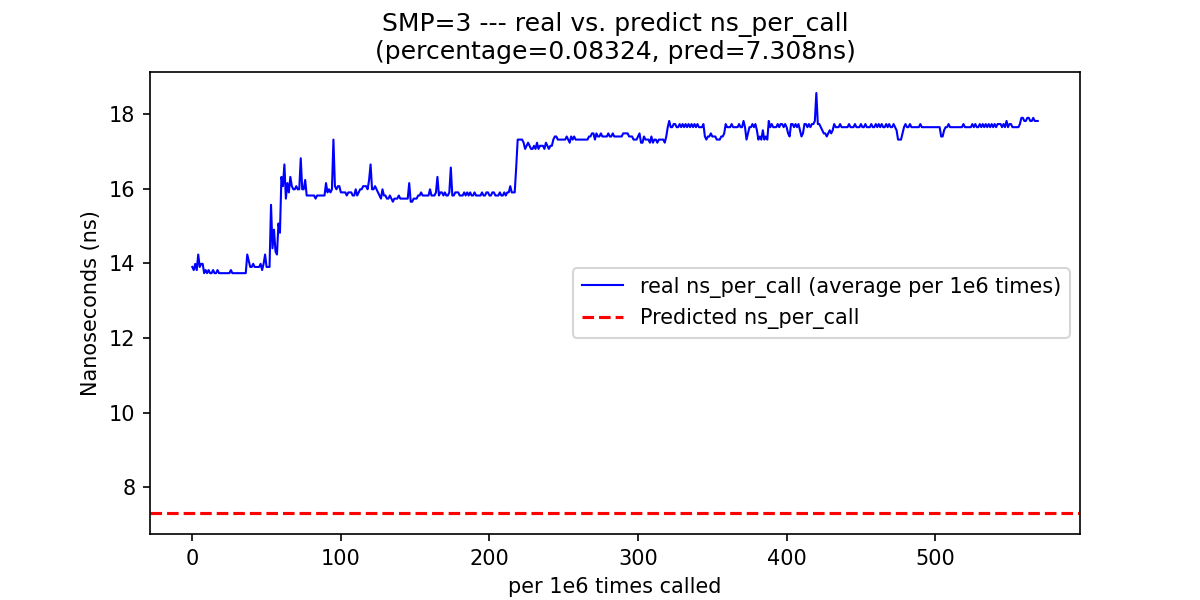 SMP=3 --- real vs. predict ns_per_call
(percentage=0.08324, pred=7.308ns)
Nanoseconds (ns)
18
16
14
12
10
8
real ns_per_call (average per 1e6 times)
Predicted ns_per_call
0 100 200 300 400 500
per 1e6 times called